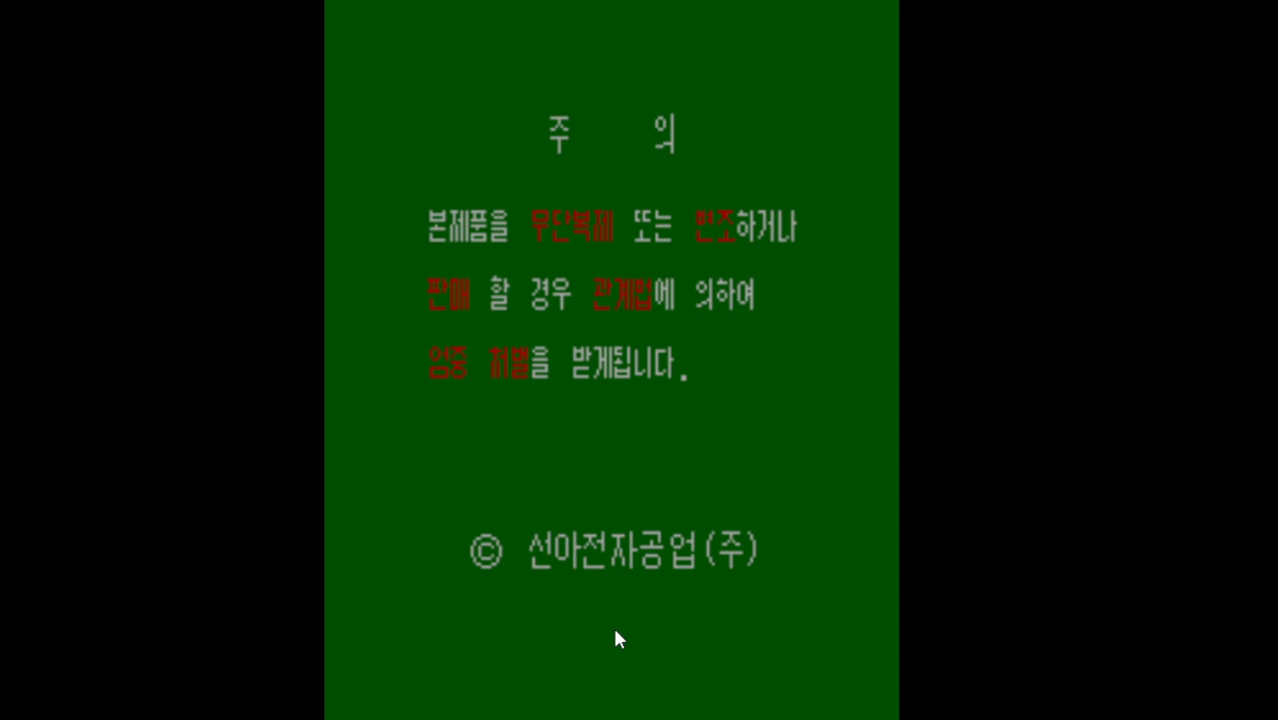 주 의
본제품을 무단복제 또는 변조하거나
판매 할 경우 관계법에 의하여
엄중 처벌을 받게됩니다.
© 선아전자공업(주)